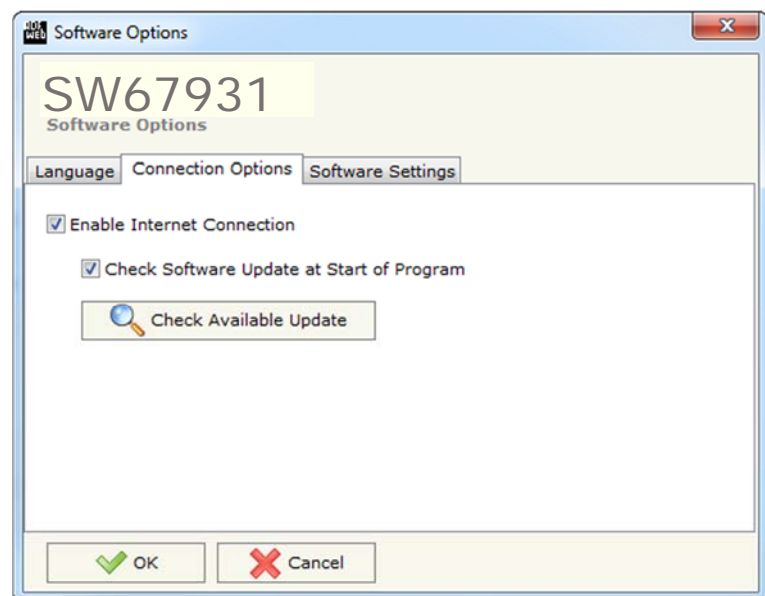 Software Options
SW67931
Software Options
Language Connection Options Software Settings
Enable Internet Connection
Check Software Update at Start of Program
Check Available Update
OK Cancel